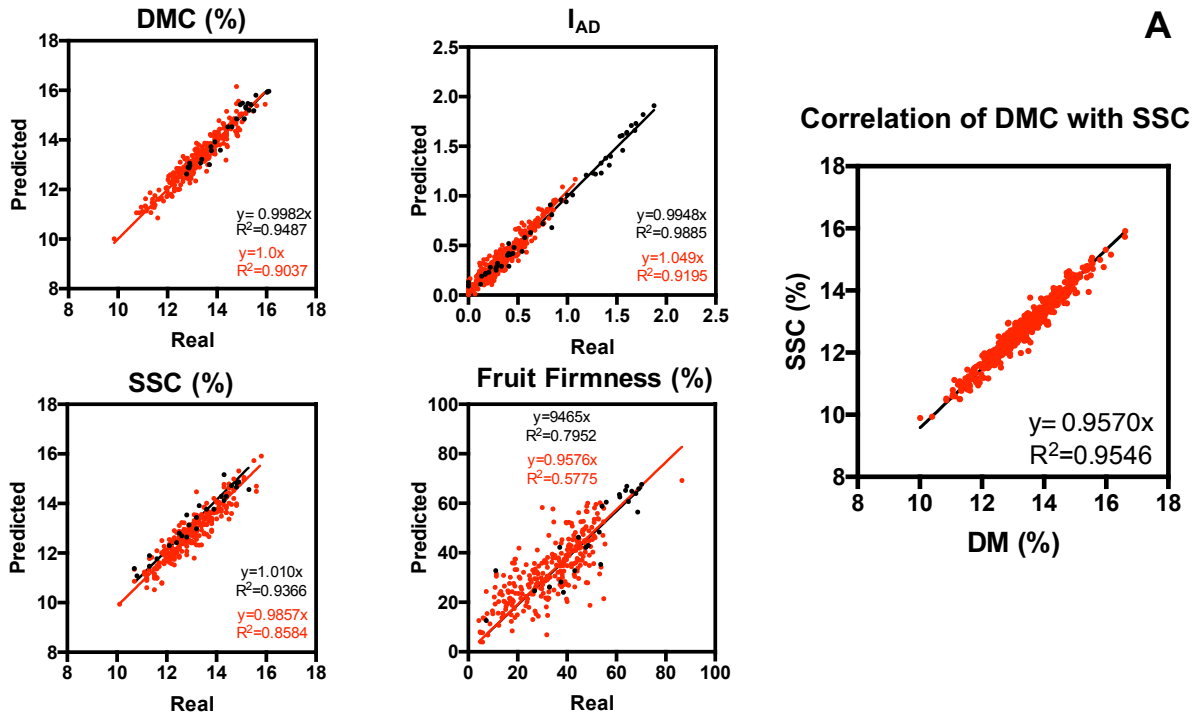 A
DMC (%)
18
16
14
12
10
8
8 10 12 14 16 18
Predicted
Real
y= 0.9982x
R²=0.9487
y=1.0x
R²=0.9037
I_AD
2.5
2.0
1.5
1.0
0.5
0.0
0.0 0.5 1.0 1.5 2.0 2.5
Predicted
Real
y=0.9948x
R²=0.9885
y=1.049x
R²=0.9195
SSC (%)
18
16
14
12
10
8
8 10 12 14 16 18
Predicted
Real
y=1.010x
R²=0.9366
y=0.9857x
R²=0.8584
Fruit Firmness (%)
100
80
60
40
20
0
0 20 40 60 80 100
Predicted
Real
y=9465x
R²=0.7952
y=0.9576x
R²=0.5775
Correlation of DMC with SSC
18
16
14
12
10
8
8 10 12 14 16 18
SSC (%)
DM (%)
y= 0.9570x
R²=0.9546